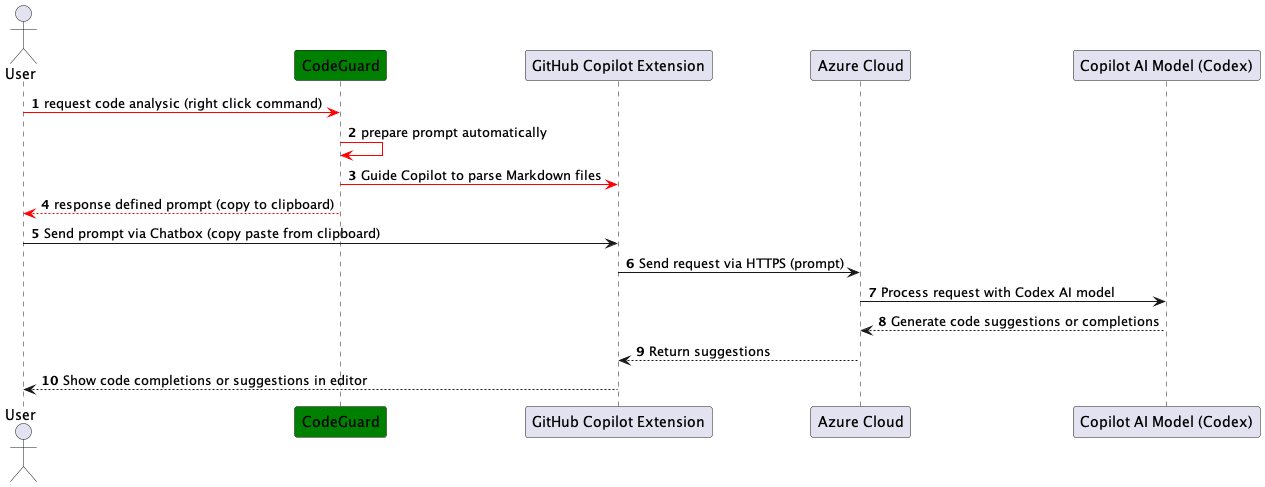 User
CodeGuard
GitHub Copilot Extension
Azure Cloud
Copilot AI Model (Codex)
1 request code analysic (right click command)
2 prepare prompt automatically
3 Guide Copilot to parse Markdown files
4 response defined prompt (copy to clipboard)
5 Send prompt via Chatbox (copy paste from clipboard)
6 Send request via HTTPS (prompt)
7 Process request with Codex AI model
8 Generate code suggestions or completions
9 Return suggestions
10 Show code completions or suggestions in editor
User
CodeGuard
GitHub Copilot Extension
Azure Cloud
Copilot AI Model (Codex)